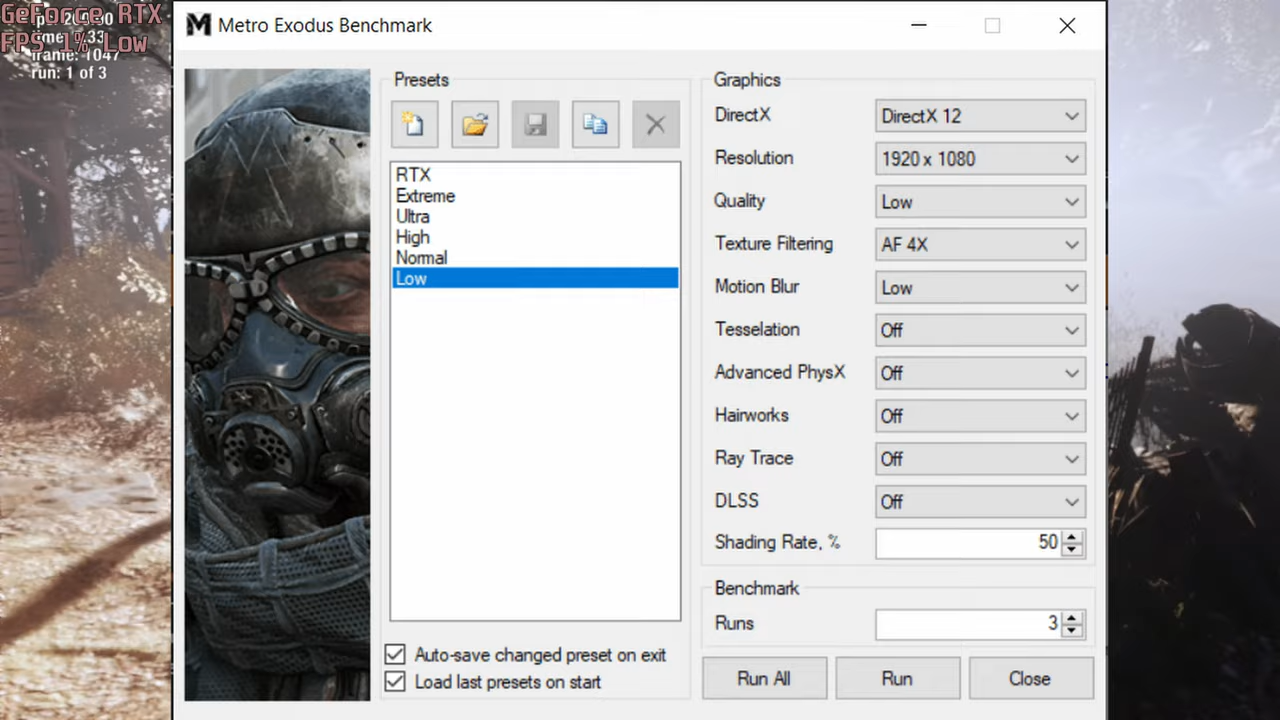 GeForce RTX
FPS 1% Low
frame: 1047
run: 1 of 3
Metro Exodus Benchmark
Presets
RTX
Extreme
Ultra
High
Normal
Low
Auto-save changed preset on exit
Load last presets on start
Graphics
DirectX DirectX 12
Resolution 1920 x 1080
Quality Low
Texture Filtering AF 4X
Motion Blur Low
Tesselation Off
Advanced PhysX Off
Hairworks Off
Ray Trace Off
DLSS Off
Shading Rate, % 50
Benchmark
Runs 3
Run All Run Close